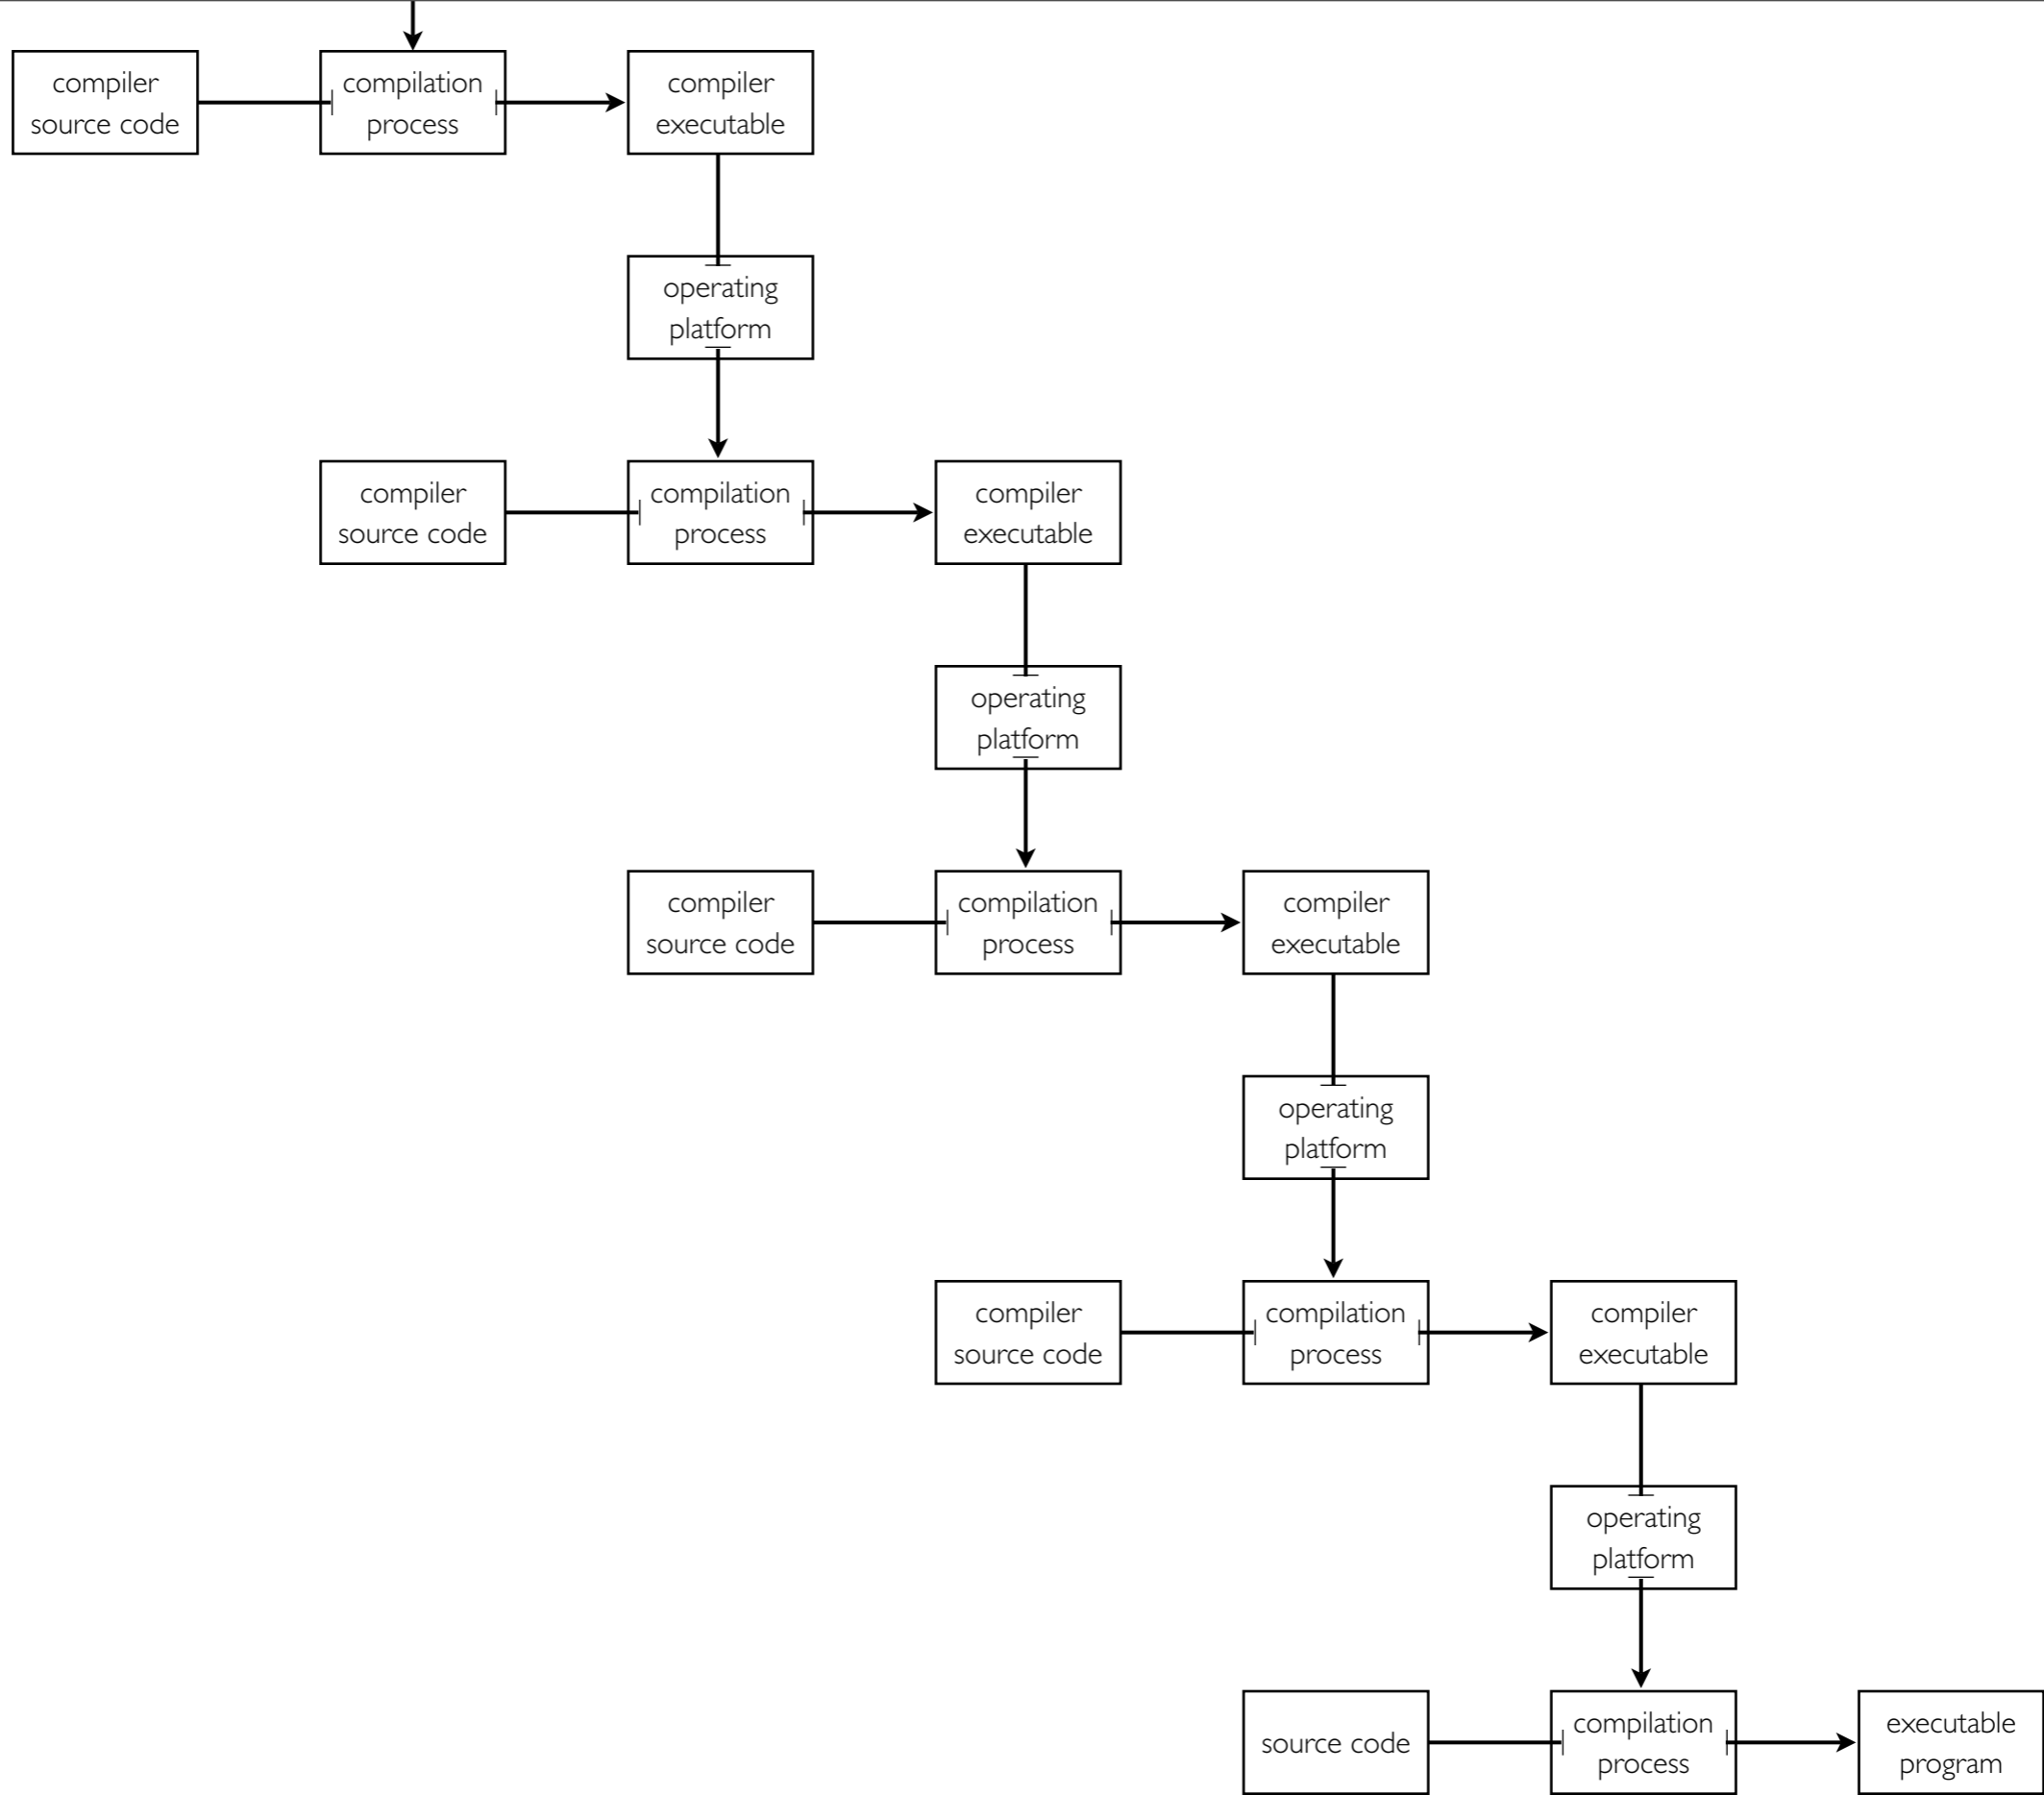 compiler
source code
compilation
process
compiler
executable
operating
platform
compiler
source code
compilation
process
compiler
executable
operating
platform
compiler
source code
compilation
process
compiler
executable
operating
platform
compiler
source code
compilation
process
compiler
executable
operating
platform
source code
compilation
process
executable
program